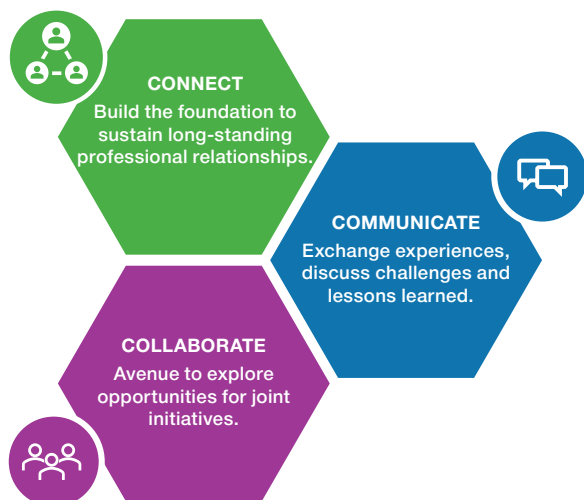 CONNECT
Build the foundation to
sustain long-standing
professional relationships.
COMMUNICATE
Exchange experiences,
discuss challenges and
lessons learned.
COLLABORATE
Avenue to explore
opportunities for joint
initiatives.